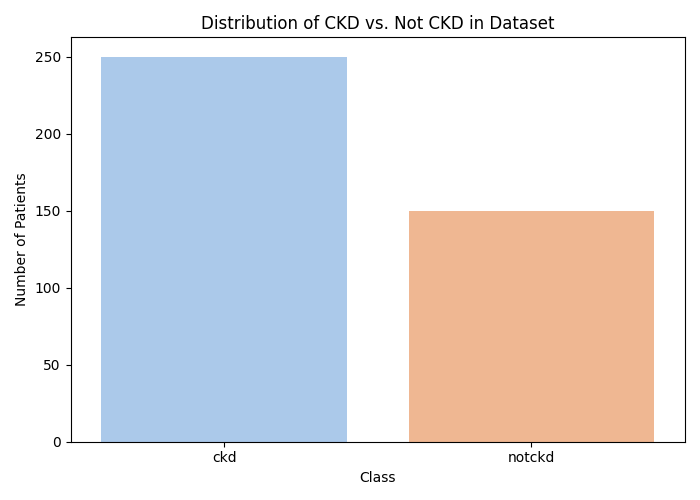 Distribution of CKD vs. Not CKD in Dataset
Number of Patients
250
200
150
100
50
0
ckd
notckd
Class